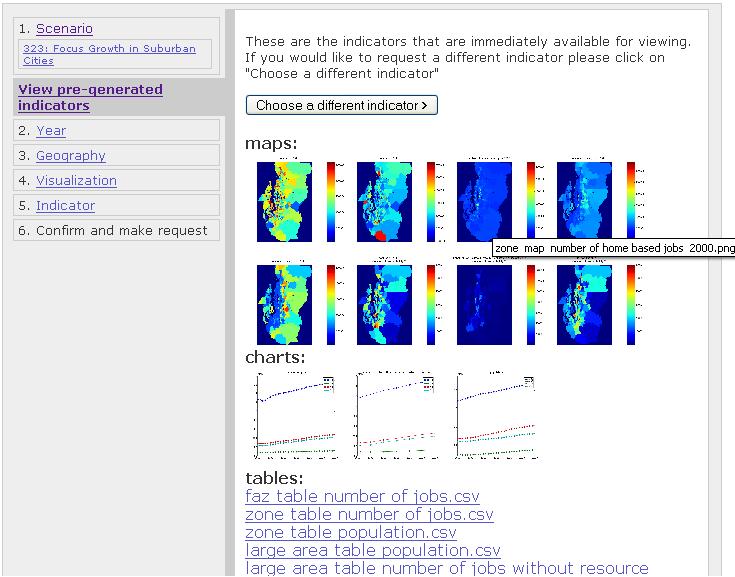 1. Scenario
323: Focus Growth in Suburban
Cities
View pre-generated
indicators
2. Year
3. Geography
4. Visualization
5. Indicator
6. Confirm and make request
These are the indicators that are immediately available for viewing.
If you would like to request a different indicator please click on
"Choose a different indicator"
Choose a different indicator >
maps:
zone map number of home based jobs 2000.png
charts:
tables:
faz table number of jobs.csv
zone table number of jobs.csv
zone table population.csv
large area table population.csv
large area table number of jobs without resource